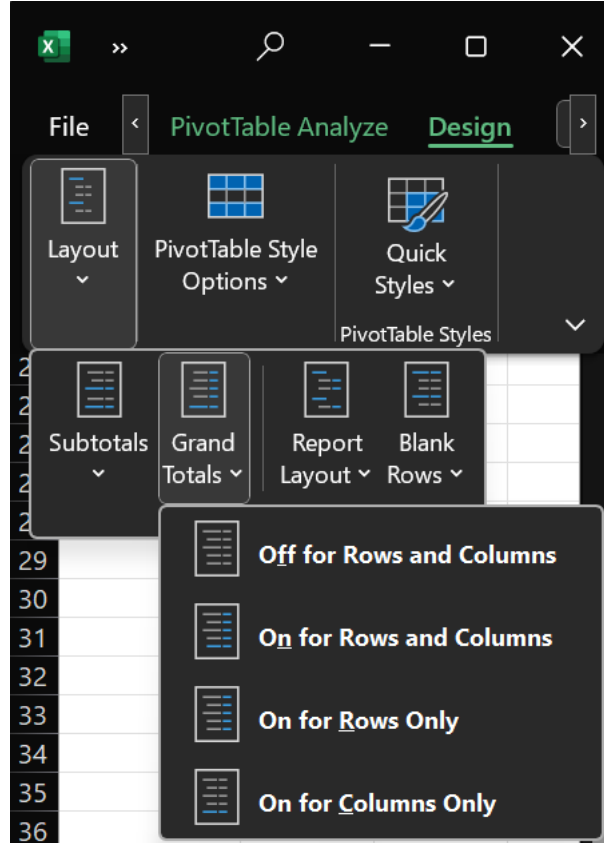 File PivotTable Analyze Design
Layout
PivotTable Style
Options
Quick
Styles
PivotTable Styles
Subtotals
Grand
Totals
Report
Layout
Blank
Rows
Off for Rows and Columns
On for Rows and Columns
On for Rows Only
On for Columns Only
29
30
31
32
33
34
35
36